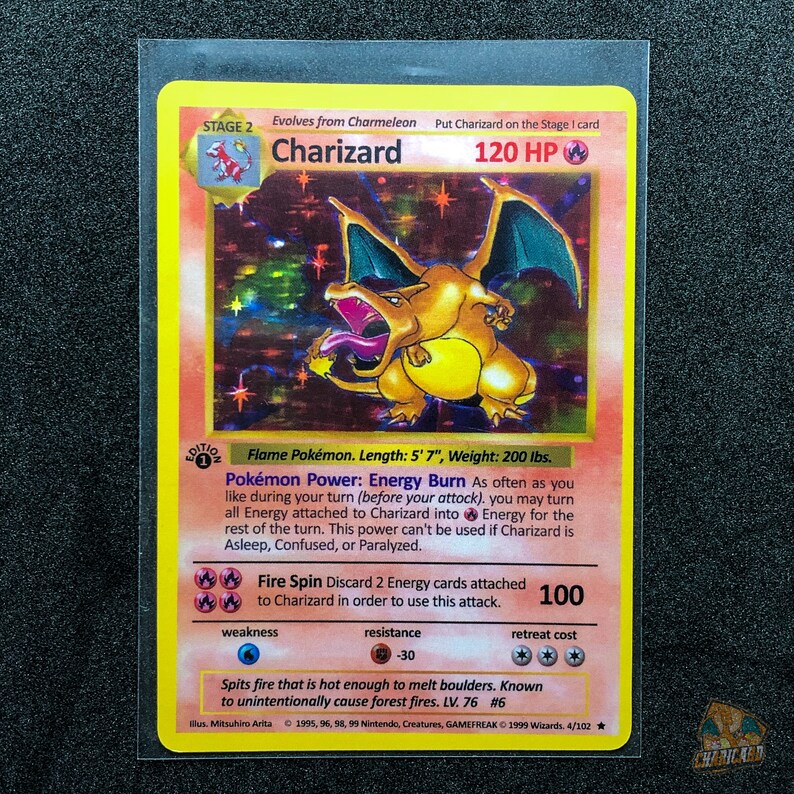 STAGE 2
Evolves from Charmeleon
Put Charizard on the Stage I card
Charizard
120 HP
EDITION
1
Flame Pokémon. Length: 5' 7", Weight: 200 lbs.
Pokémon Power: Energy Burn As often as you
like during your turn (before your attock). you may turn
all Energy attached to Charizard into Energy for the
rest of the turn. This power can't be used if Charizard is
Asleep, Confused, or Paralyzed.
Fire Spin Discard 2 Energy cards attached
to Charizard in order to use this attack.
100
weakness
resistance
retreat cost
-30
Spits fire that is hot enough to melt boulders. Known
to unintentionally cause forest fires. LV. 76 #6
Illus. Mitsuhiro Arita © 1995, 96, 98, 99 Nintendo, Creatures, GAMEFREAK © 1999 Wizards. 4/102 ★
CHARICARD